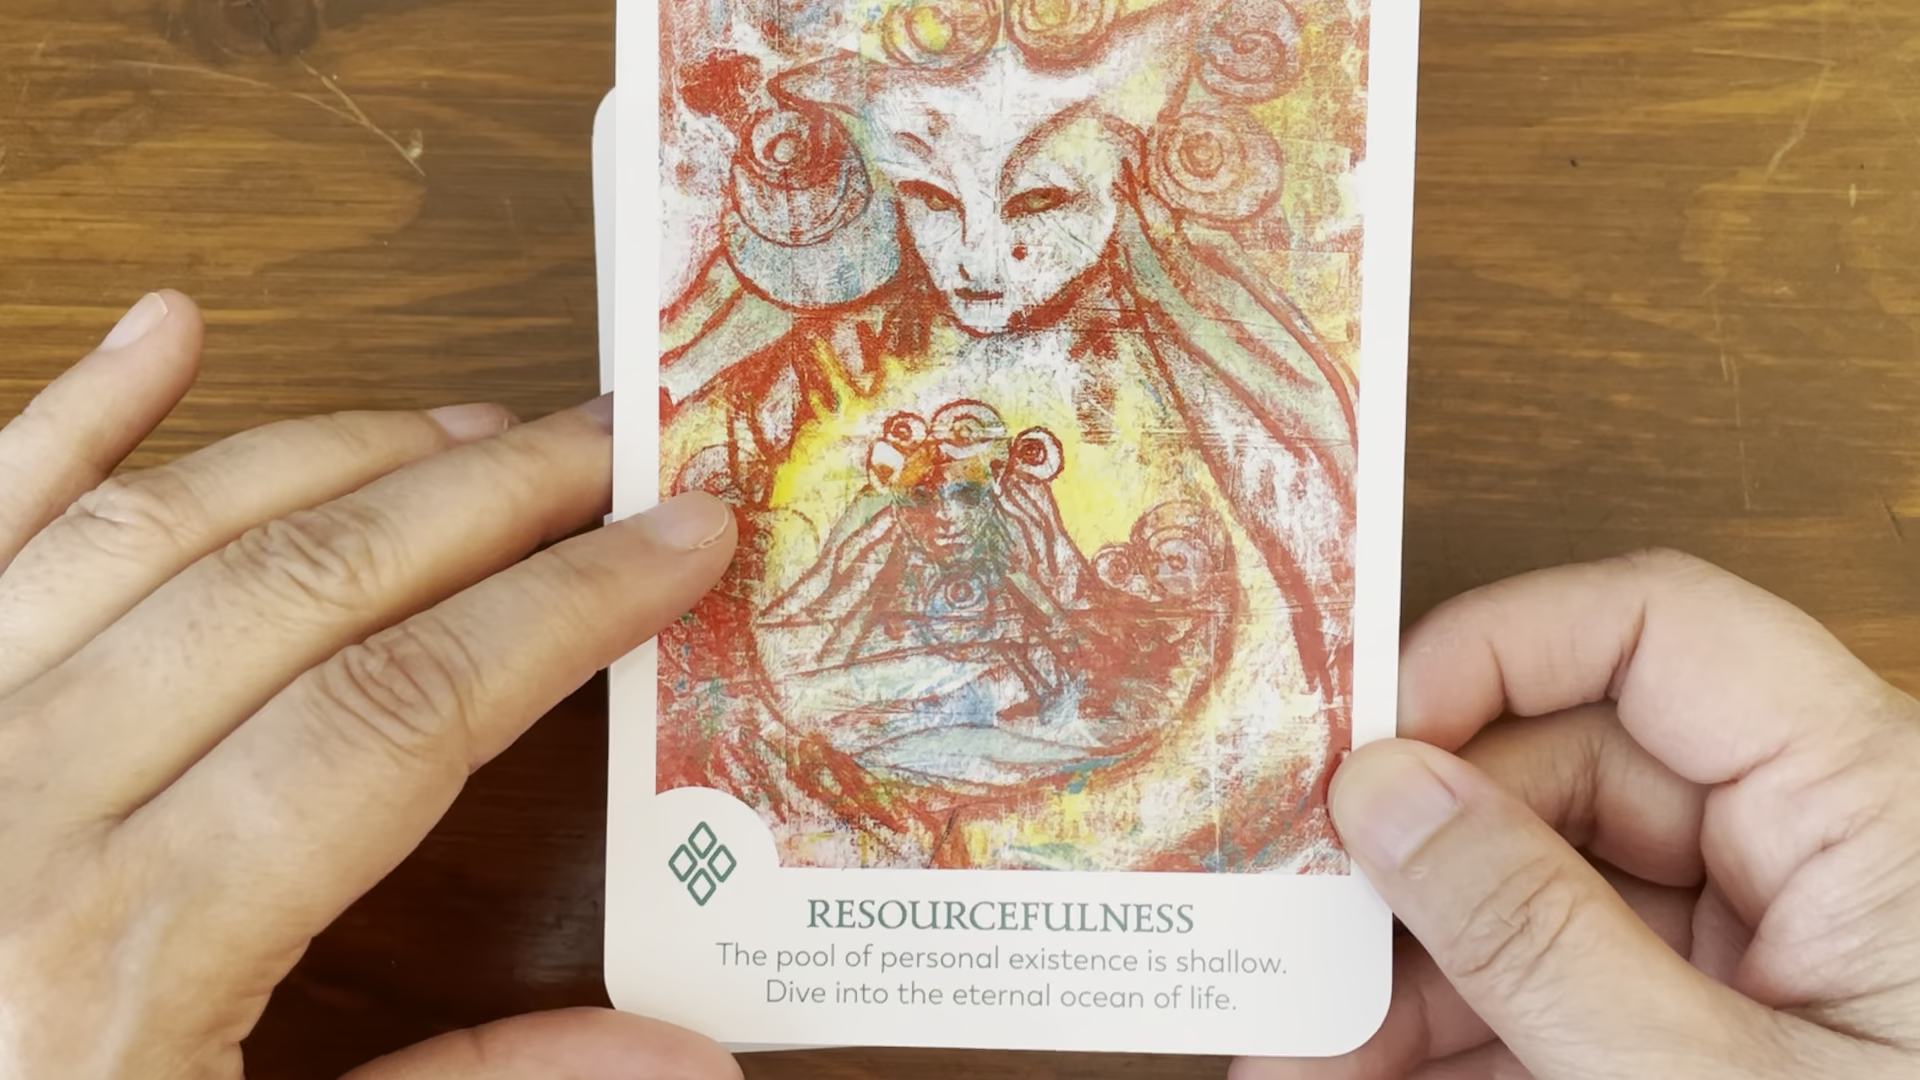 RESOURCEFULNESS
The pool of personal existence is shallow.
Dive into the eternal ocean of life.